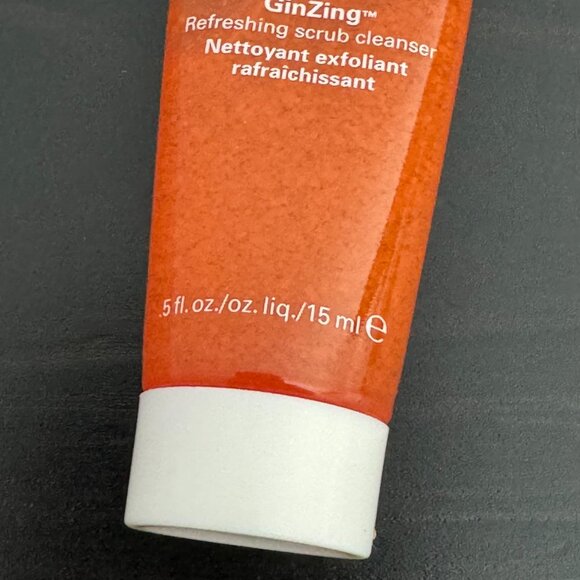 GinZing™
Refreshing scrub cleanser
Nettoyant exfoliant
rafraîchissant
.5 fl. oz./oz. liq./15 ml ℮